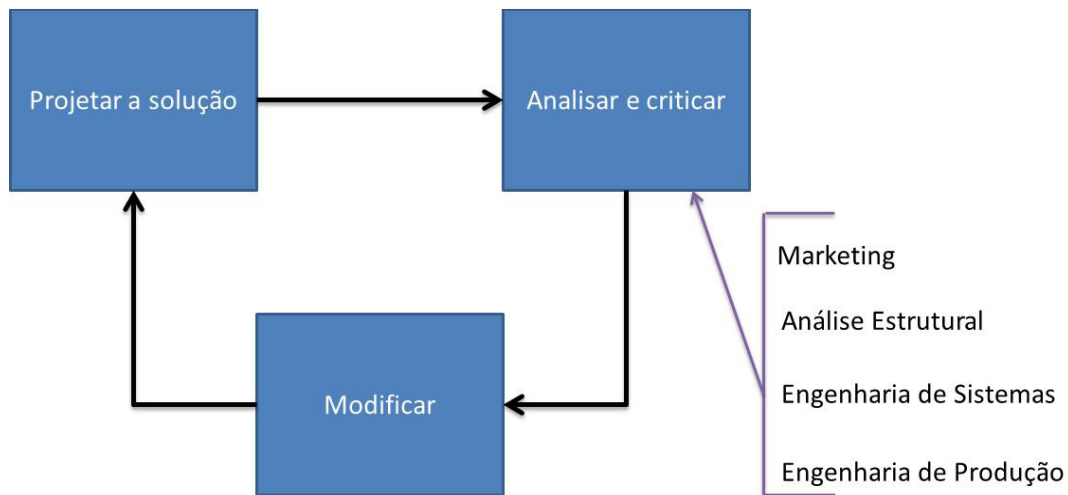 Projetar a solução
Analisar e criticar
Modificar
Marketing
Análise Estrutural
Engenharia de Sistemas
Engenharia de Produção